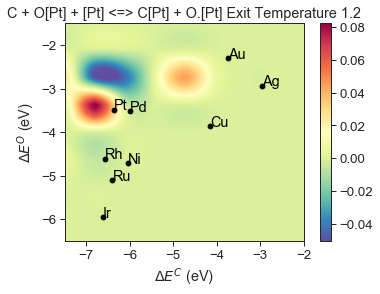 C + O[Pt] + [Pt] <=> C[Pt] + O.[Pt] Exit Temperature 1.2
−2
−3
−4
−5
−6
ΔE^O (eV)
Au
Ag
Pt
Pd
Cu
Rh
Ni
Ru
Ir
−7
−6
−5
−4
−3
−2
ΔE^C (eV)
0.08
0.06
0.04
0.02
0.00
−0.02
−0.04